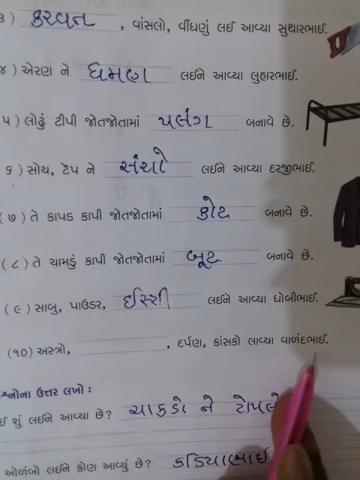 ૩) કરવત , વાંસલો, વીંધણું લઈ આવ્યા સુથારભાઈ.
૪) એરણ ને ધમણ લઈને આવ્યા લુહારભાઈ.
૫) લોઢું ટીપી જોતજોતામાં પલંગ બનાવે છે.
૬) સોય, ટેપ ને સંચો લઈને આવ્યા દરજીભાઈ.
(૭) તે કાપડ કાપી જોતજોતામાં કોટ બનાવે છે.
(૮) તે ચામડું કાપી જોતજોતામાં બૂટ બનાવે છે.
(૯) સાબુ, પાઉડર, ઈસ્ત્રી લઈને આવ્યા ધોબીભાઈ.
(૧૦) અસ્ત્રો, , દર્પણ, કાંસકો લાવ્યા વાળંદભાઈ.
શ્નોના ઉત્તર લખો :
ઈ શું લઈને આવ્યા છે? ચાકડો ને ટોપલો
ઓળંબો લઈને કોણ આવ્યું છે? કડિયાભાઈ